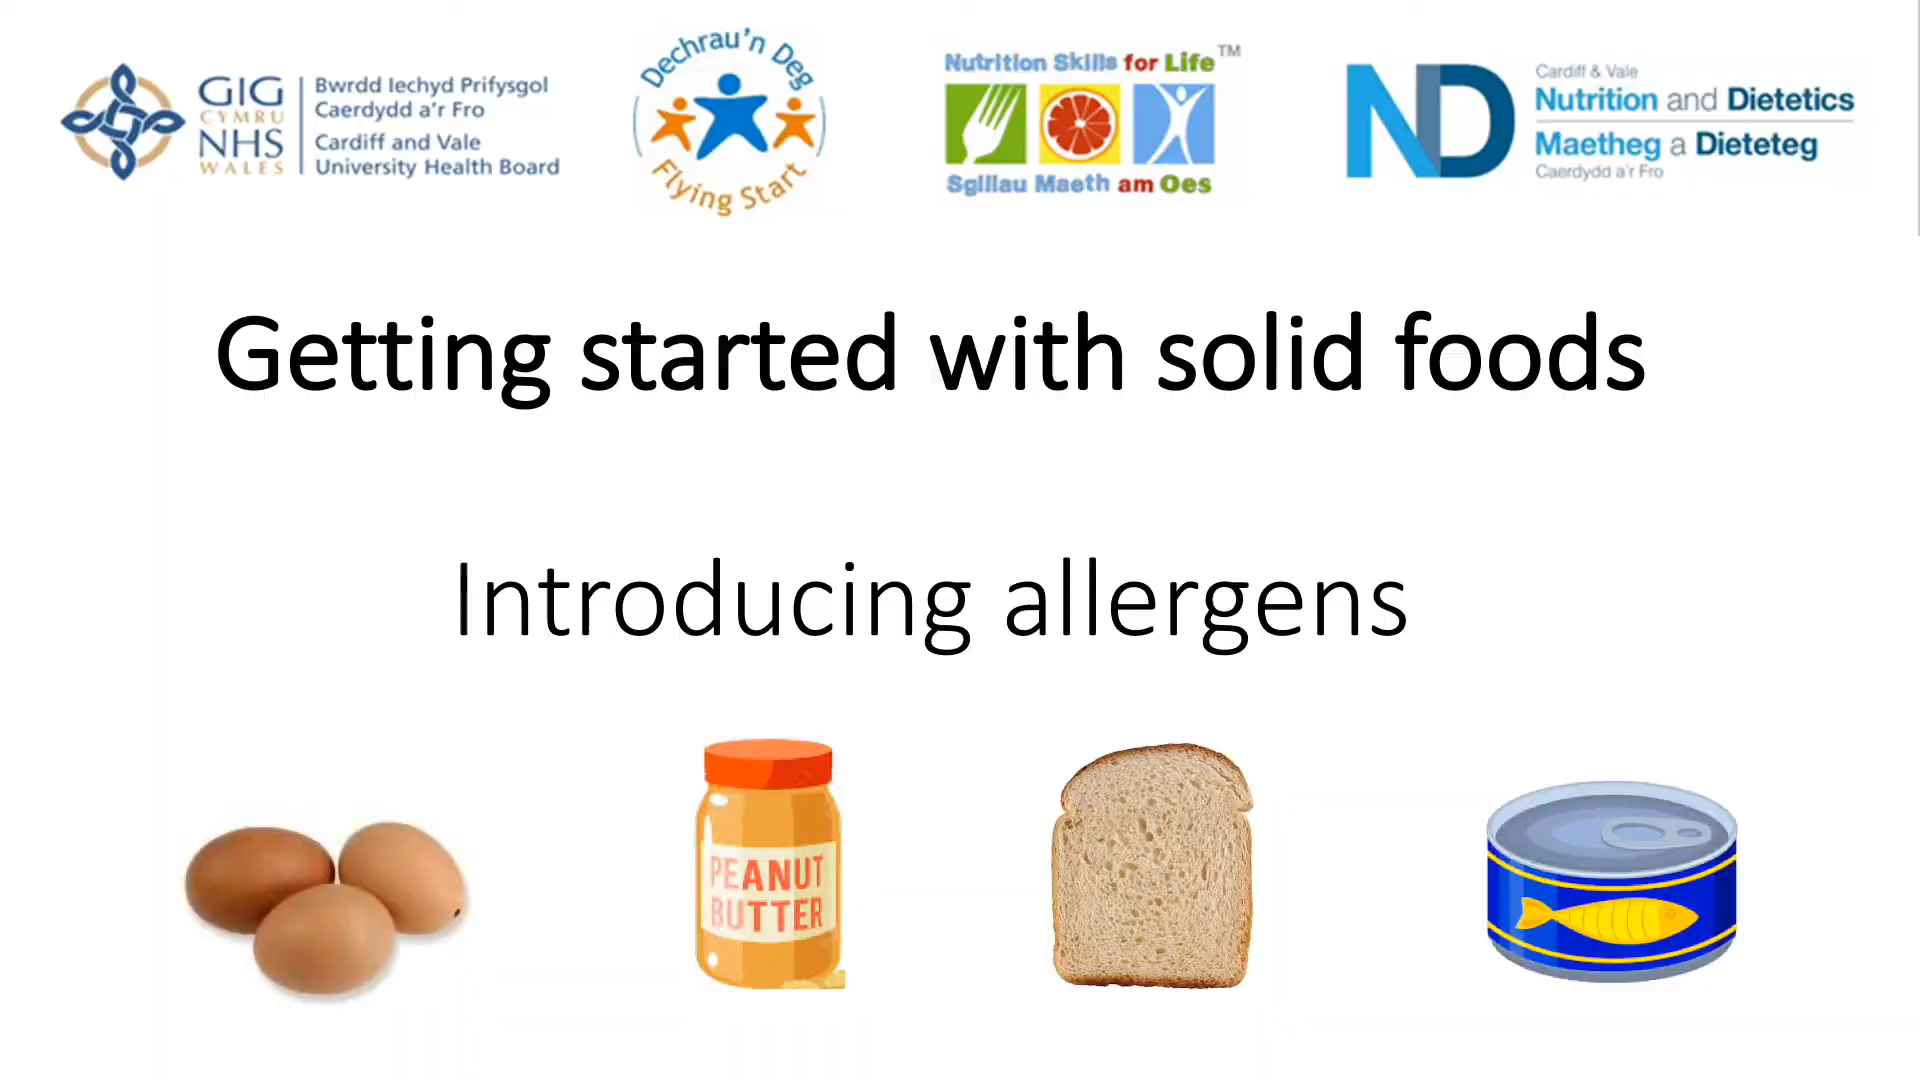 GIG
CYMRU
NHS
WALES
Bwrdd Iechyd Prifysgol
Caerdydd a'r Fro
Cardiff and Vale
University Health Board
Dechrau'n Deg
Flying Start
Nutrition Skills for Life™
Sgiliau Maeth am Oes
ND
Cardiff & Vale
Nutrition and Dietetics
Maetheg a Dieteteg
Caerdydd a'r Fro
Getting started with solid foods
Introducing allergens
PEANUT
BUTTER